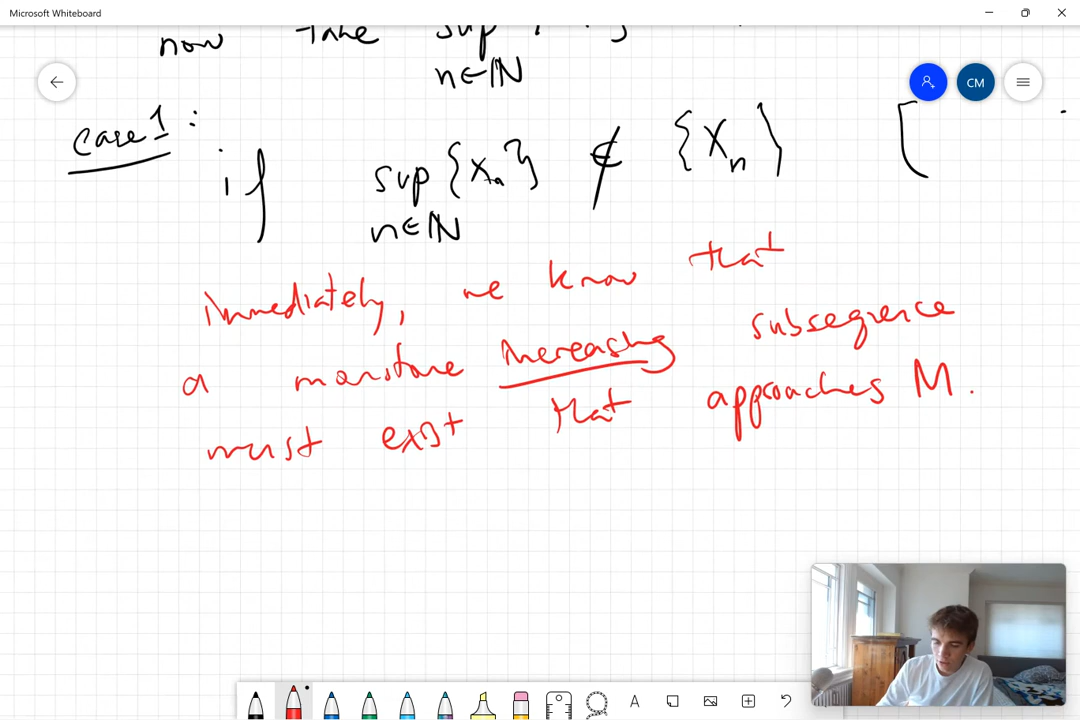 Microsoft Whiteboard
now take sup
n∈ℕ
CM
Case 1:
if sup {Xn} ∉ {Xn} [
n∈ℕ
immediately, we know that
a monotone increasing subsequence
must exist that approaches M.
A